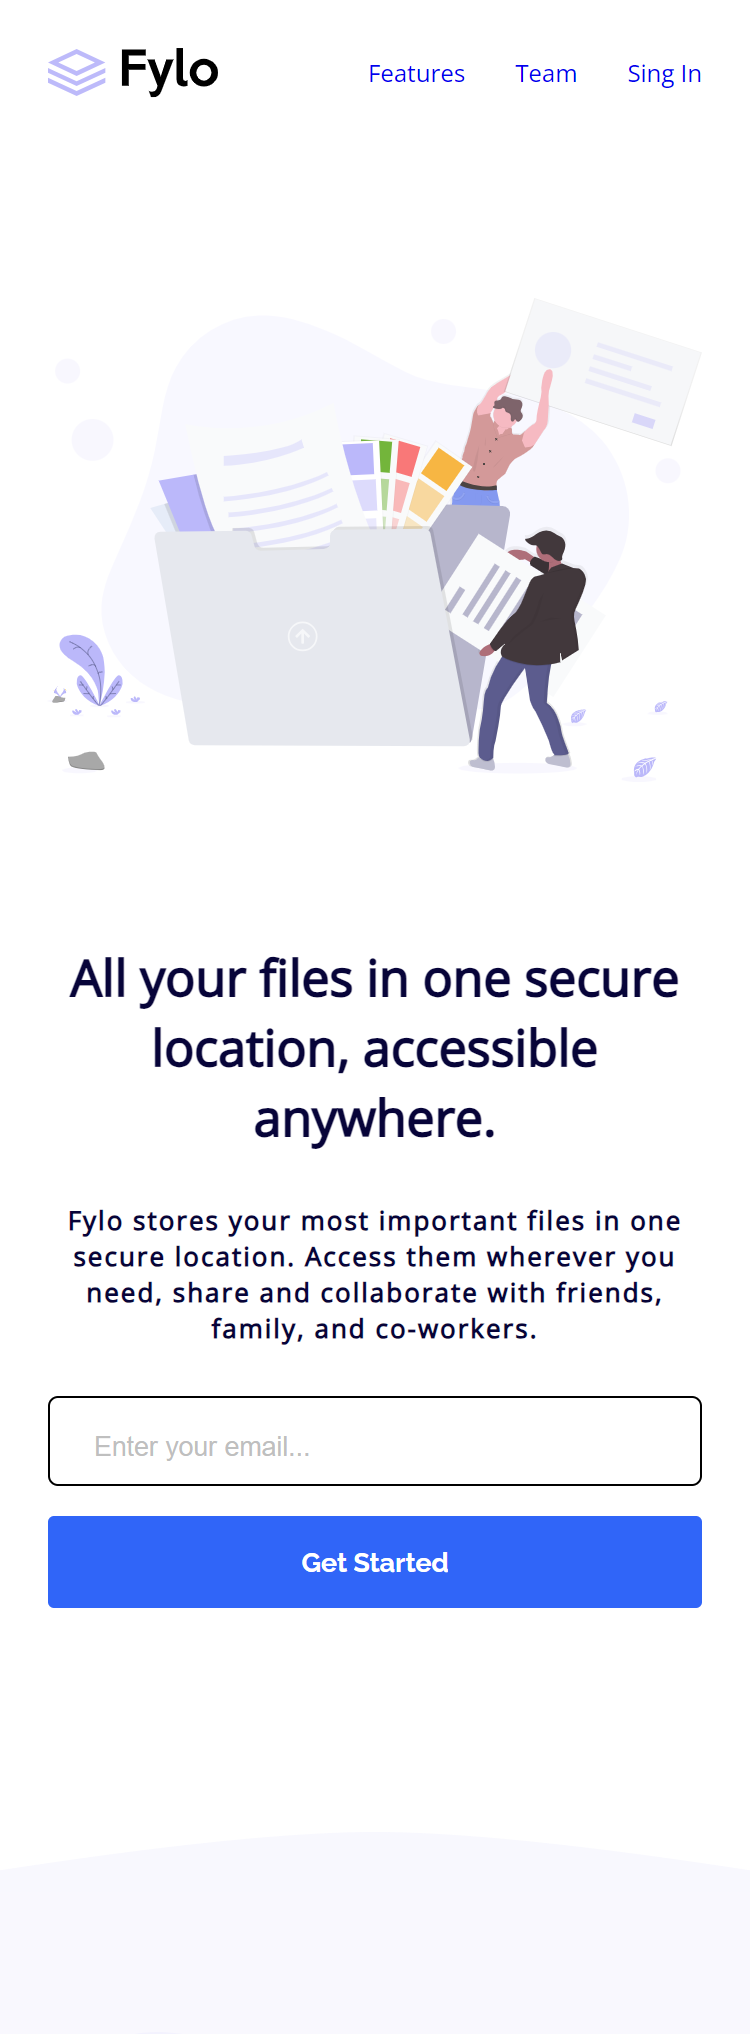 Fylo
Features Team Sing In
All your files in one secure
location, accessible
anywhere.
Fylo stores your most important files in one
secure location. Access them wherever you
need, share and collaborate with friends,
family, and co-workers.
Enter your email...
Get Started